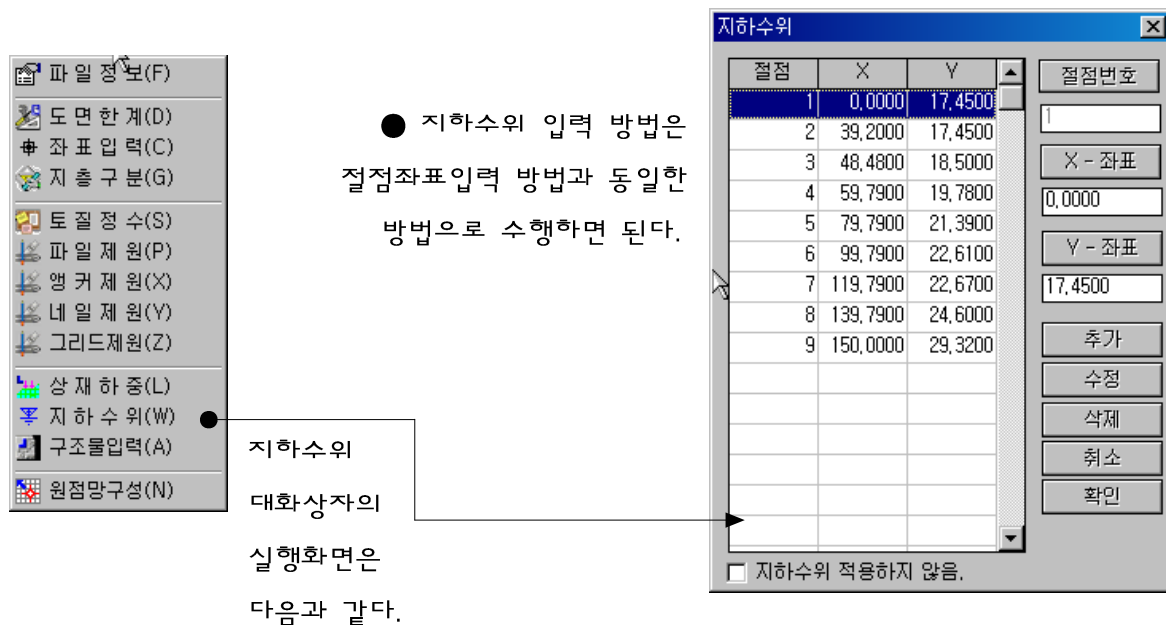 파 일 정 보(F)
도 면 한 계(D)
좌 표 입 력(C)
지 층 구 분(G)
토 질 정 수(S)
파 일 제 원(P)
앵 커 제 원(X)
네 일 제 원(Y)
그리드제원(Z)
상 재 하 중(L)
지 하 수 위(W)
구조물입력(A)
원점망구성(N)
● 지하수위 입력 방법은
절점좌표입력 방법과 동일한
방법으로 수행하면 된다.
지하수위
대화상자의
실행화면은
다음과 같다.
지하수위
절점 X Y
1 0,0000 17,4500
2 39,2000 17,4500
3 48,4800 18,5000
4 59,7900 19,7800
5 79,7900 21,3900
6 99,7900 22,6100
7 119,7900 22,6700
8 139,7900 24,6000
9 150,0000 29,3200
절점번호
1
X - 좌표
0,0000
Y - 좌표
17,4500
추가
수정
삭제
취소
확인
지하수위 적용하지 않음.